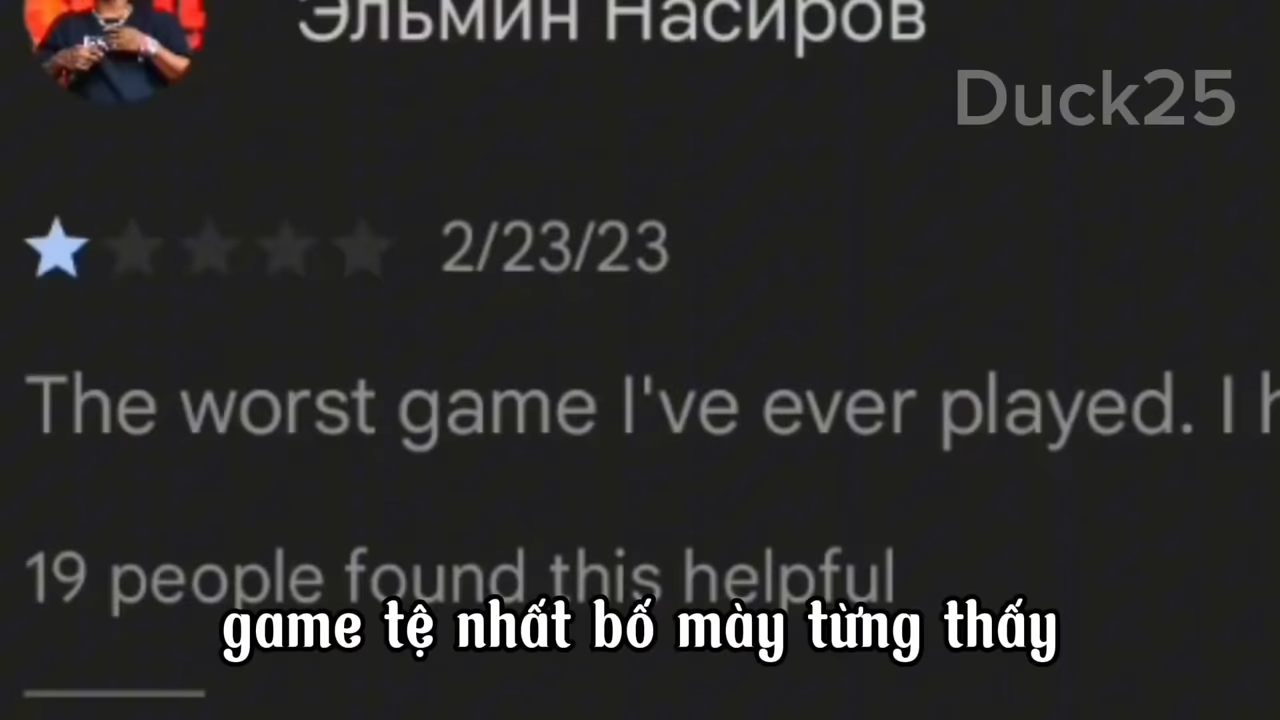 Эльмин Насиров
Duck25
2/23/23
The worst game I've ever played. I
19 people found this helpful
game tệ nhất bố mày từng thấy